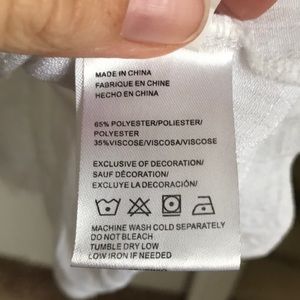 MADE IN CHINA
FABRIQUE EN CHINE
HECHO EN CHINA
65% POLYESTER/POLIESTER/
POLYESTER
35%VISCOSE/VISCOSA/VISCOSE
EXCLUSIVE OF DECORATION/
SAUF DÉCORATION/
EXCLUYE LA DECORACIÓN/
MACHINE WASH COLD SEPARATELY
DO NOT BLEACH
TUMBLE DRY LOW
LOW IRON IF NEEDED